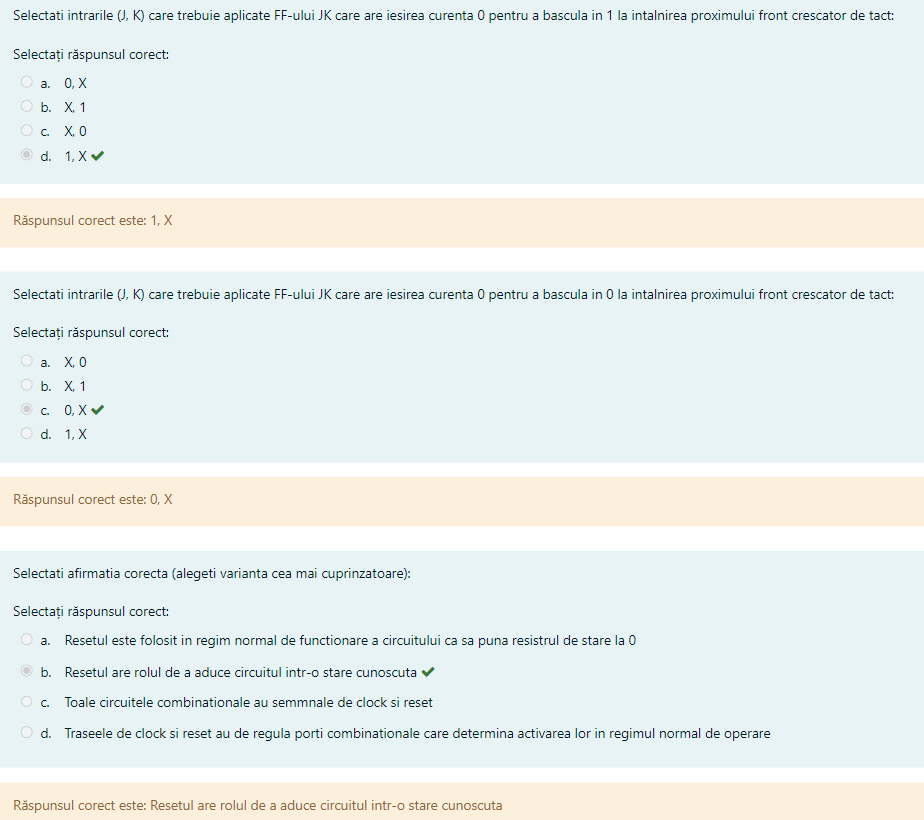 Selectati intrarile (J, K) care trebuie aplicate FF-ului JK care are iesirea curenta 0 pentru a bascula in 1 la intalnirea proximului front crescator de tact:
Selectați răspunsul corect:
a. 0, X
b. X, 1
c. X, 0
d. 1, X
Răspunsul corect este: 1, X
Selectati intrarile (J, K) care trebuie aplicate FF-ului JK care are iesirea curenta 0 pentru a bascula in 0 la intalnirea proximului front crescator de tact:
Selectați răspunsul corect:
a. X, 0
b. X, 1
c. 0, X
d. 1, X
Răspunsul corect este: 0, X
Selectati afirmatia corecta (alegeti varianta cea mai cuprinzatoare):
Selectați răspunsul corect:
a. Resetul este folosit in regim normal de functionare a circuitului ca sa puna resistrul de stare la 0
b. Resetul are rolul de a aduce circuitul intr-o stare cunoscuta
c. Toale circuitele combinationale au semmnale de clock si reset
d. Traseele de clock si reset au de regula porti combinationale care determina activarea lor in regimul normal de operare
Răspunsul corect este: Resetul are rolul de a aduce circuitul intr-o stare cunoscuta